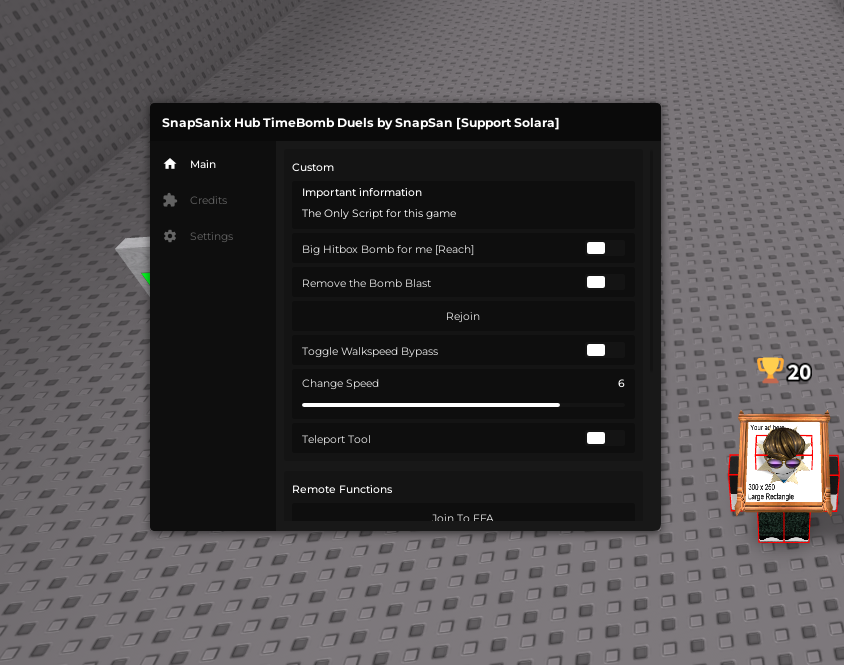 SnapSanix Hub TimeBomb Duels by SnapSan [Support Solara]
Main
Credits
Settings
Custom
Important information
The Only Script for this game
Big Hitbox Bomb for me [Reach]
Remove the Bomb Blast
Rejoin
Toggle Walkspeed Bypass
Change Speed 6
Teleport Tool
Remote Functions
Join To FFA
20
Your ad here
300 x 250
Large Rectangle